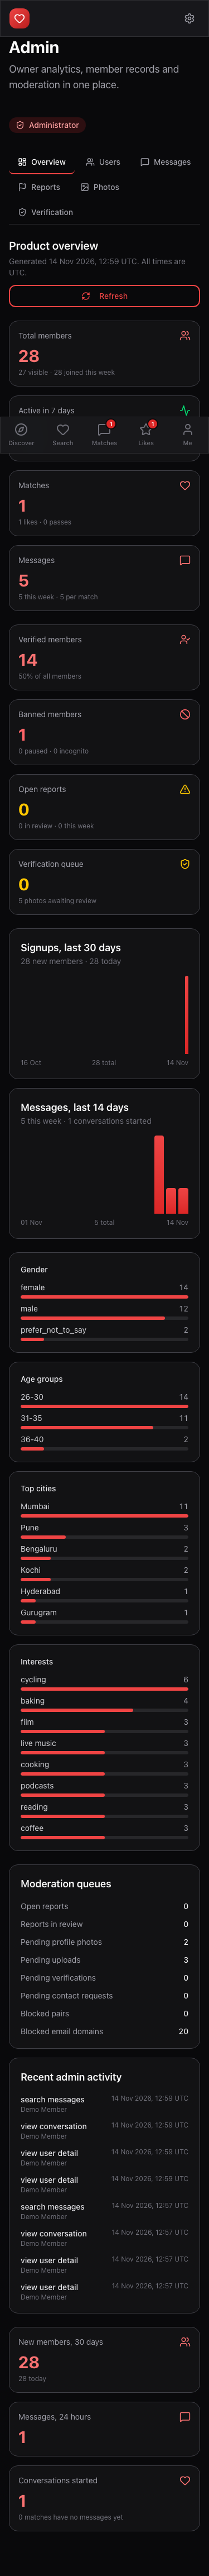 Admin
Owner analytics, member records and
moderation in one place.
Administrator
Overview
Users
Messages
Reports
Photos
Verification
Product overview
Generated 14 Nov 2026, 12:59 UTC. All times are
UTC.
Refresh
Total members
28
27 visible · 28 joined this week
Active in 7 days
Discover
Search
1
Matches
1
Likes
Me
Matches
1
1 likes · 0 passes
Messages
5
5 this week · 5 per match
Verified members
14
50% of all members
Banned members
1
0 paused · 0 incognito
Open reports
0
0 in review · 0 this week
Verification queue
0
5 photos awaiting review
Signups, last 30 days
28 new members · 28 today
16 Oct 28 total 14 Nov
Messages, last 14 days
5 this week · 1 conversations started
01 Nov 5 total 14 Nov
Gender
female 14
male 12
prefer_not_to_say 2
Age groups
26-30 14
31-35 11
36-40 2
Top cities
Mumbai 11
Pune 3
Bengaluru 2
Kochi 2
Hyderabad 1
Gurugram 1
Interests
cycling 6
baking 4
film 3
live music 3
cooking 3
podcasts 3
reading 3
coffee 3
Moderation queues
Open reports 0
Reports in review 0
Pending profile photos 2
Pending uploads 3
Pending verifications 0
Pending contact requests 0
Blocked pairs 0
Blocked email domains 20
Recent admin activity
search messages 14 Nov 2026, 12:59 UTC
Demo Member
view conversation 14 Nov 2026, 12:59 UTC
Demo Member
view user detail 14 Nov 2026, 12:59 UTC
Demo Member
view user detail 14 Nov 2026, 12:59 UTC
Demo Member
search messages 14 Nov 2026, 12:57 UTC
Demo Member
view conversation 14 Nov 2026, 12:57 UTC
Demo Member
view user detail 14 Nov 2026, 12:57 UTC
Demo Member
view user detail 14 Nov 2026, 12:57 UTC
Demo Member
New members, 30 days
28
28 today
Messages, 24 hours
1
Conversations started
1
0 matches have no messages yet